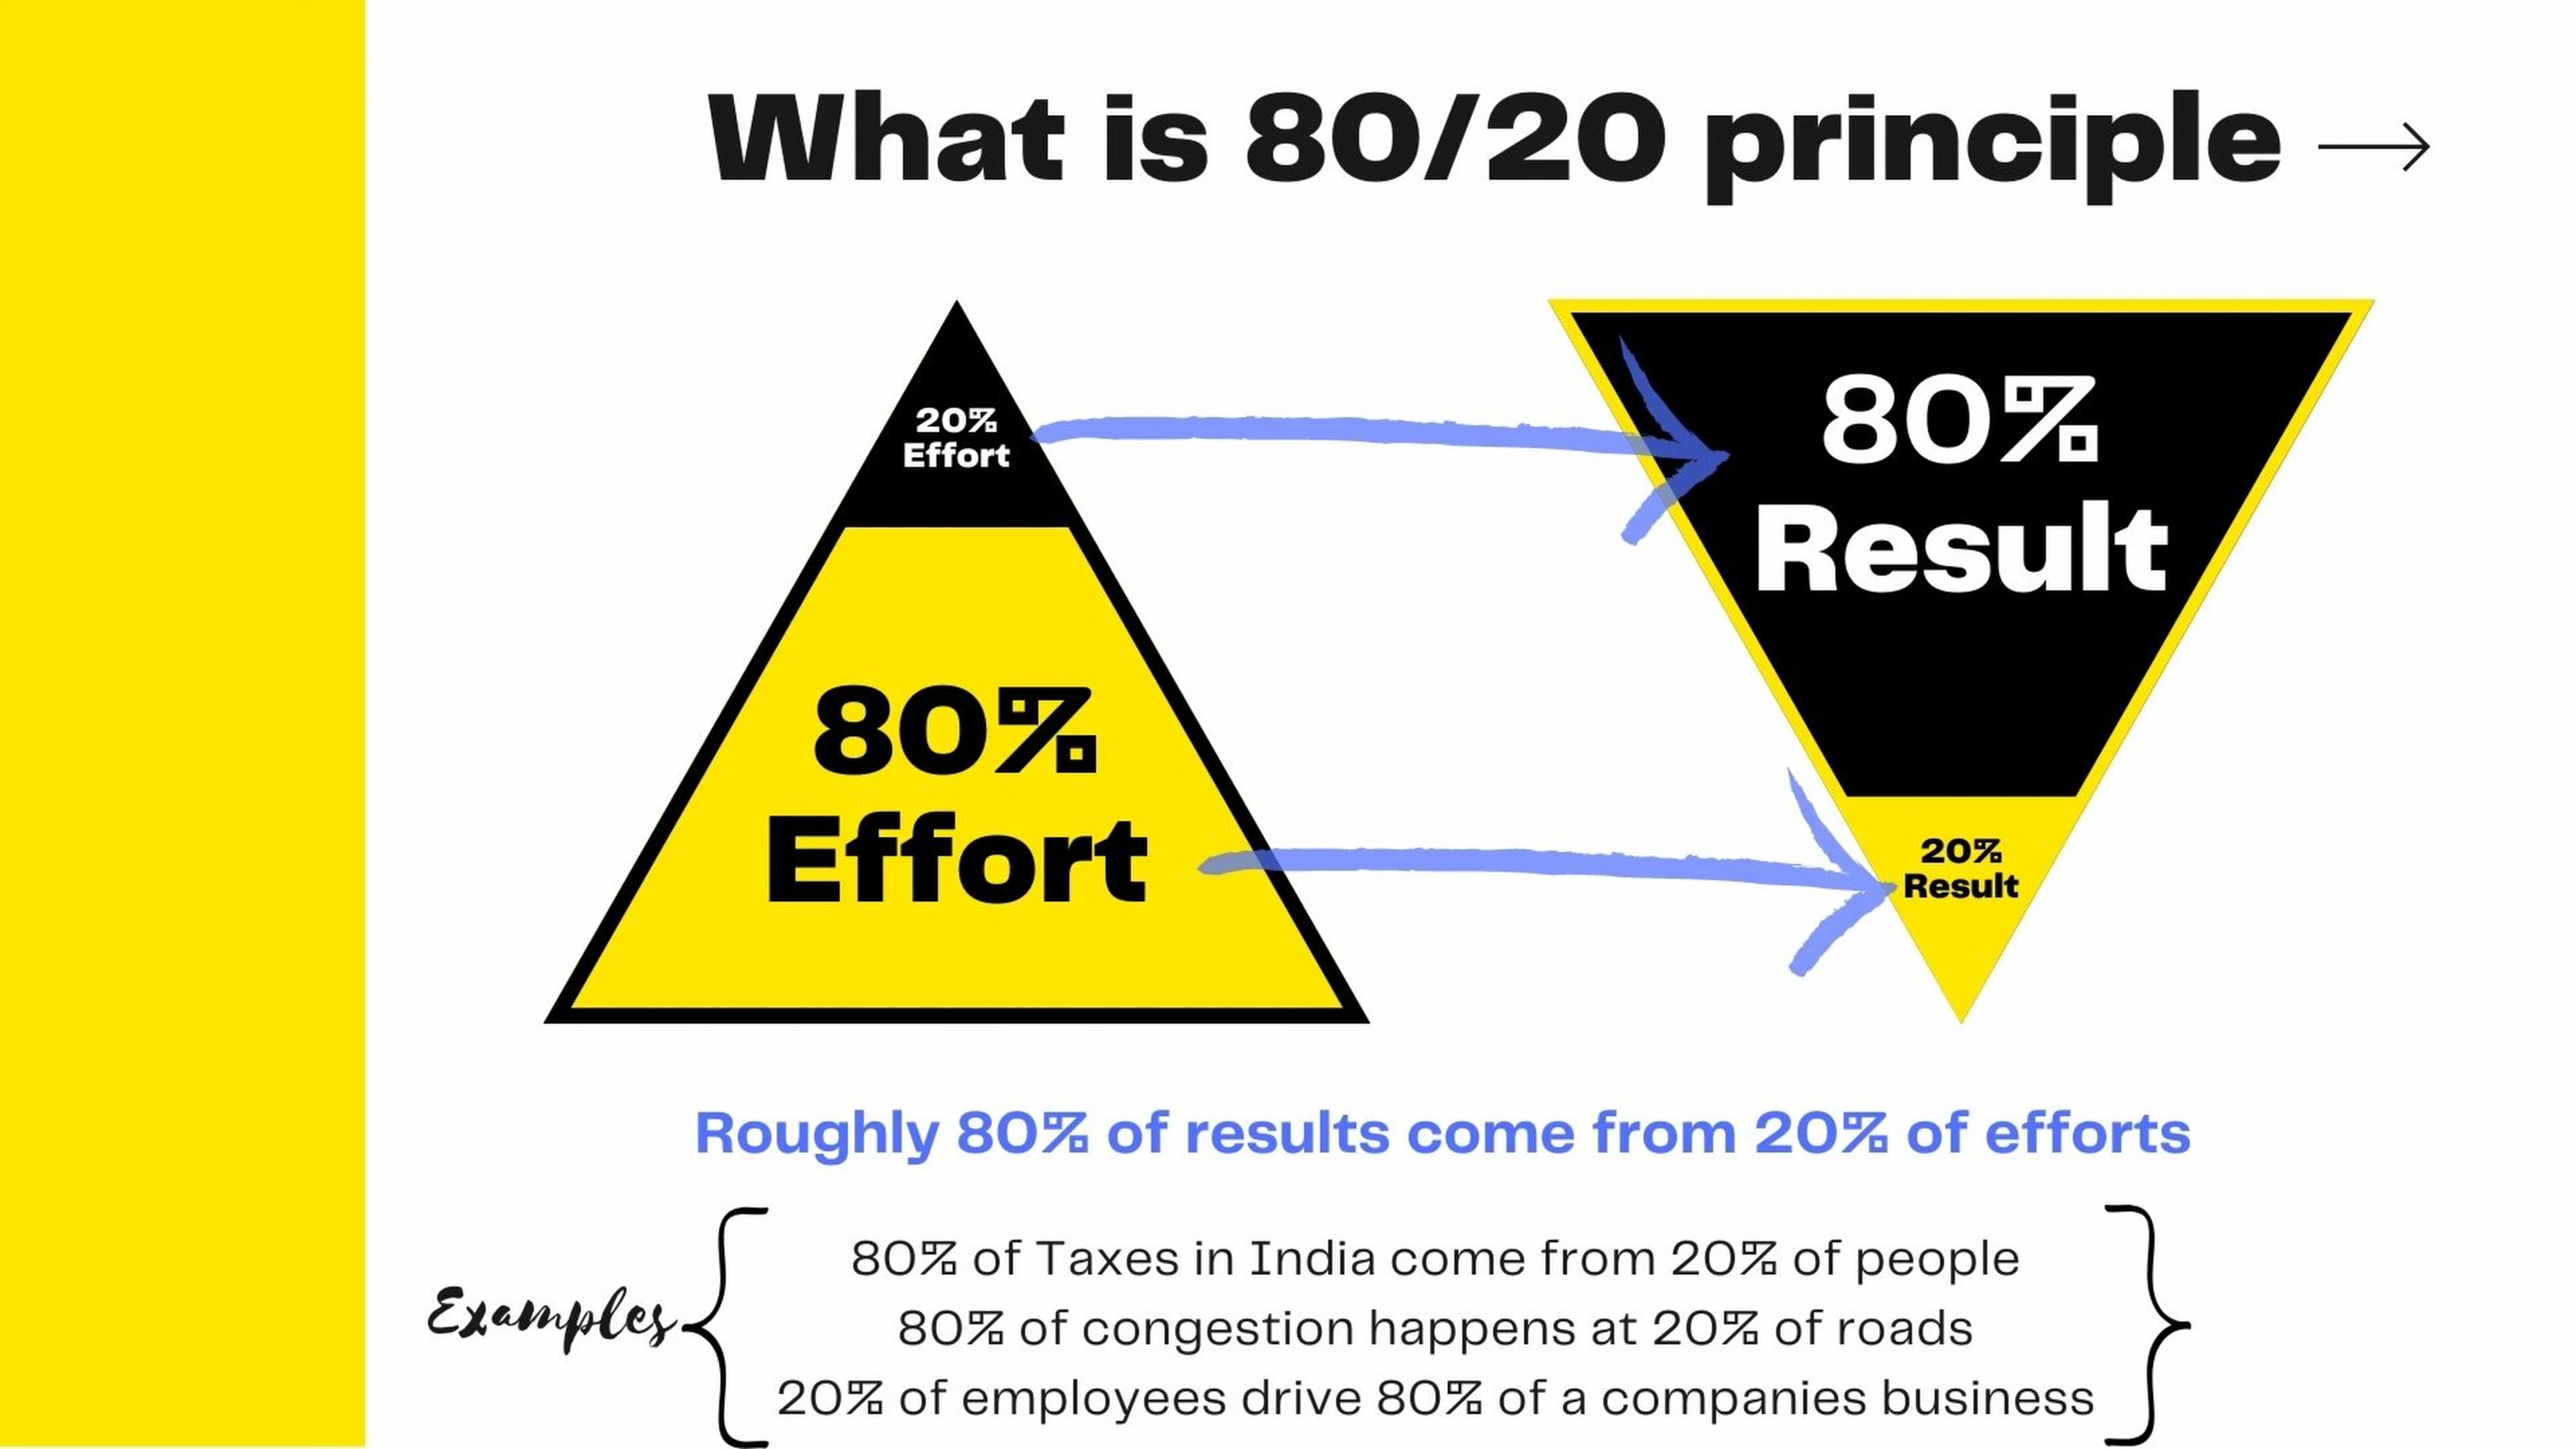 What is 80/20 principle
20%
Effort
80%
Effort
80%
Result
20%
Result
Roughly 80% of results come from 20% of efforts
Examples
80% of Taxes in India come from 20% of people
80% of congestion happens at 20% of roads
20% of employees drive 80% of a companies business